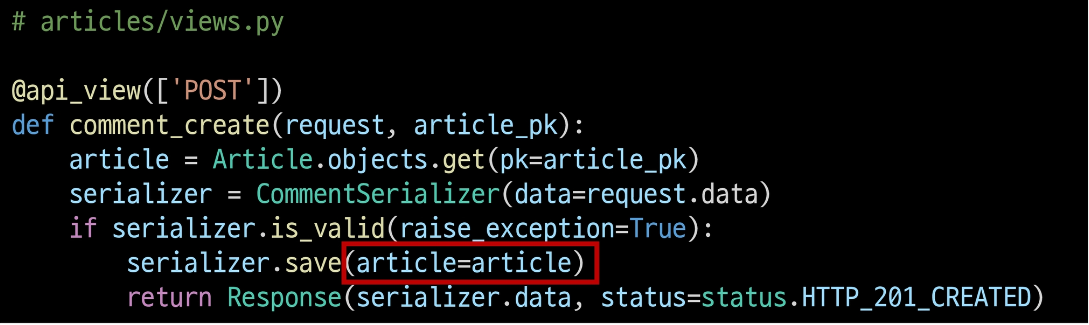 # articles/views.py
@api_view(['POST'])
def comment_create(request, article_pk):
    article = Article.objects.get(pk=article_pk)
    serializer = CommentSerializer(data=request.data)
    if serializer.is_valid(raise_exception=True):
        serializer.save(article=article)
        return Response(serializer.data, status=status.HTTP_201_CREATED)